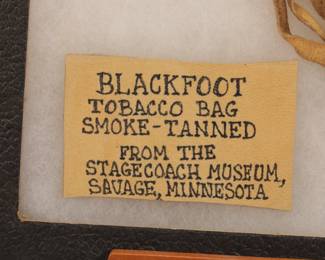 BLACKFOOT
TOBACCO BAG
SMOKE-TANNED
FROM THE
STAGECOACH MUSEUM,
SAVAGE, MINNESOTA